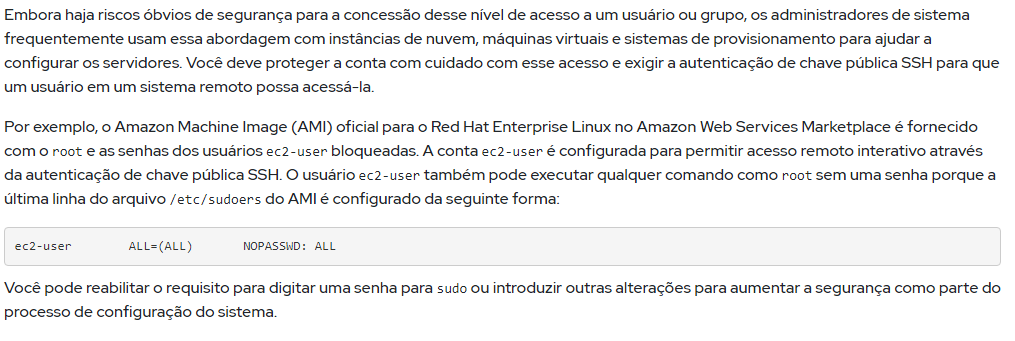 Embora haja riscos óbvios de segurança para a concessão desse nível de acesso a um usuário ou grupo, os administradores de sistema
frequentemente usam essa abordagem com instâncias de nuvem, máquinas virtuais e sistemas de provisionamento para ajudar a
configurar os servidores. Você deve proteger a conta com cuidado com esse acesso e exigir a autenticação de chave pública SSH para que
um usuário em um sistema remoto possa acessá-la.
Por exemplo, o Amazon Machine Image (AMI) oficial para o Red Hat Enterprise Linux no Amazon Web Services Marketplace é fornecido
com o root e as senhas dos usuários ec2-user bloqueadas. A conta ec2-user é configurada para permitir acesso remoto interativo através
da autenticação de chave pública SSH. O usuário ec2-user também pode executar qualquer comando como root sem uma senha porque a
última linha do arquivo /etc/sudoers do AMI é configurado da seguinte forma:
ec2-user ALL=(ALL) NOPASSWD: ALL
Você pode reabilitar o requisito para digitar uma senha para sudo ou introduzir outras alterações para aumentar a segurança como parte do
processo de configuração do sistema.